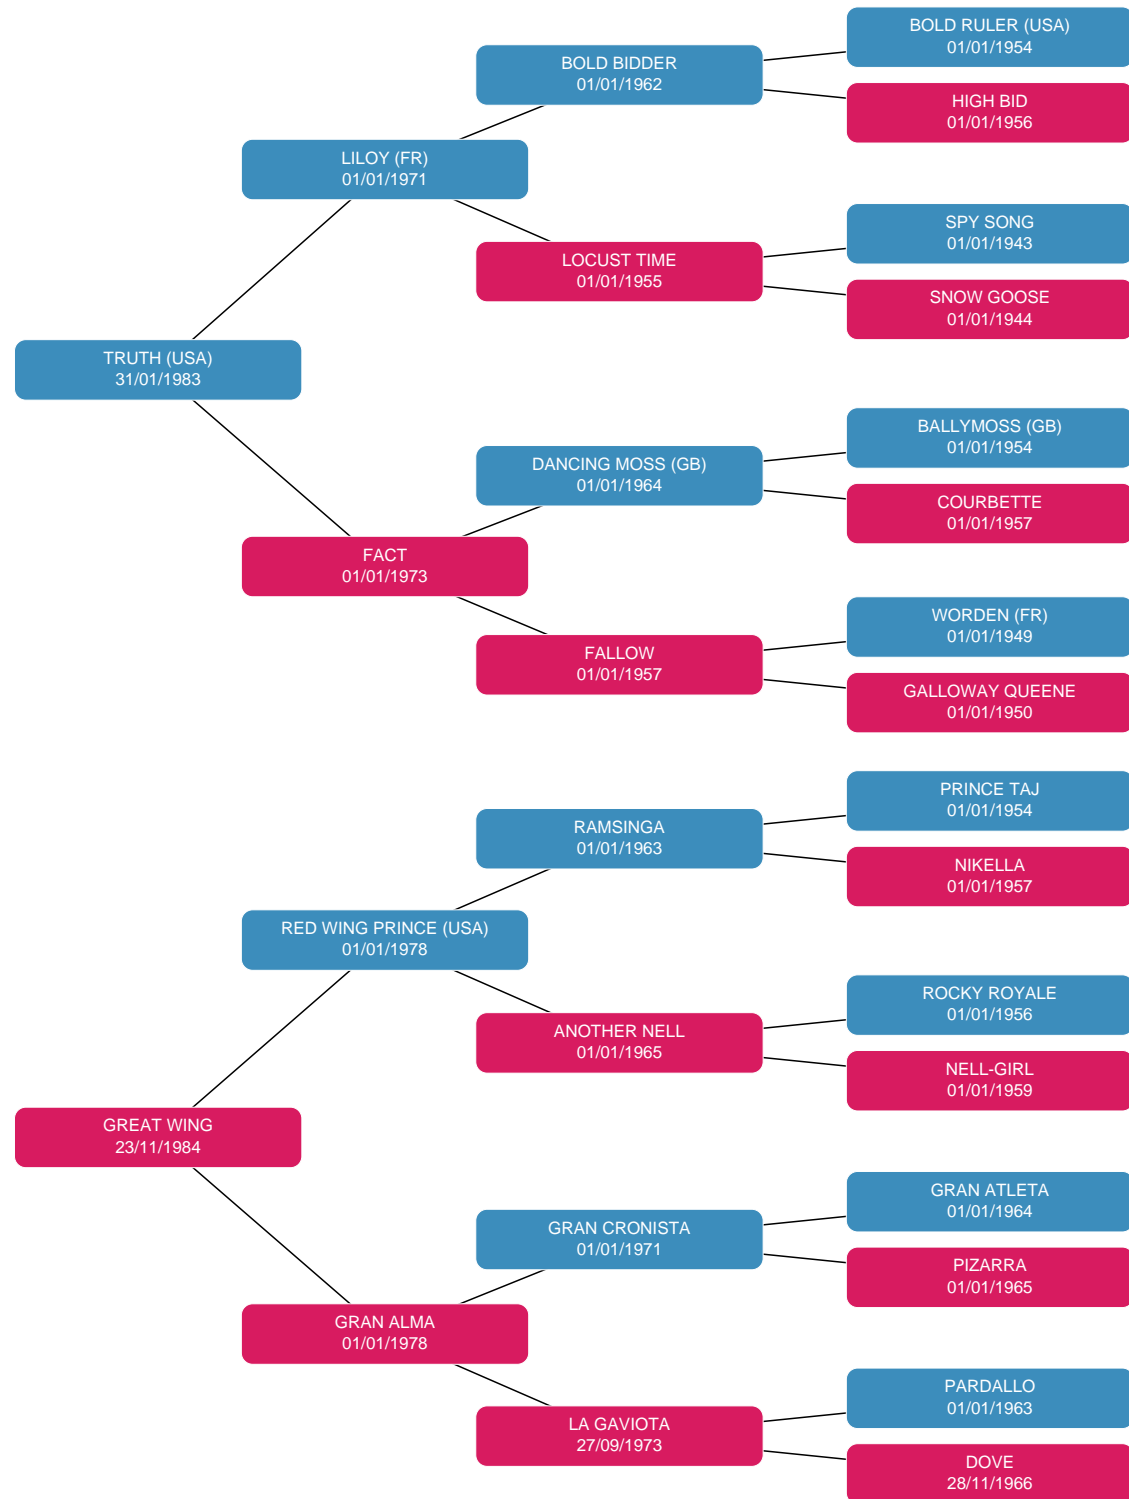 BOLD RULER (USA)
01/01/1954
BOLD BIDDER
01/01/1962
HIGH BID
01/01/1956
LILOY (FR)
01/01/1971
SPY SONG
01/01/1943
LOCUST TIME
01/01/1955
SNOW GOOSE
01/01/1944
TRUTH (USA)
31/01/1983
BALLYMOSS (GB)
01/01/1954
DANCING MOSS (GB)
01/01/1964
COURBETTE
01/01/1957
FACT
01/01/1973
WORDEN (FR)
01/01/1949
FALLOW
01/01/1957
GALLOWAY QUEENE
01/01/1950
PRINCE TAJ
01/01/1954
RAMSINGA
01/01/1963
NIKELLA
01/01/1957
RED WING PRINCE (USA)
01/01/1978
ROCKY ROYALE
01/01/1956
ANOTHER NELL
01/01/1965
NELL-GIRL
01/01/1959
GREAT WING
23/11/1984
GRAN ATLETA
01/01/1964
GRAN CRONISTA
01/01/1971
PIZARRA
01/01/1965
GRAN ALMA
01/01/1978
PARDALLO
01/01/1963
LA GAVIOTA
27/09/1973
DOVE
28/11/1966